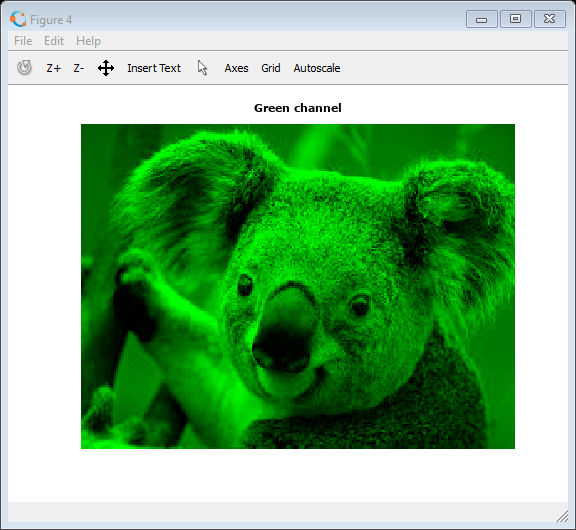 Figure 4
File Edit Help
Z+ Z- Insert Text Axes Grid Autoscale
Green channel